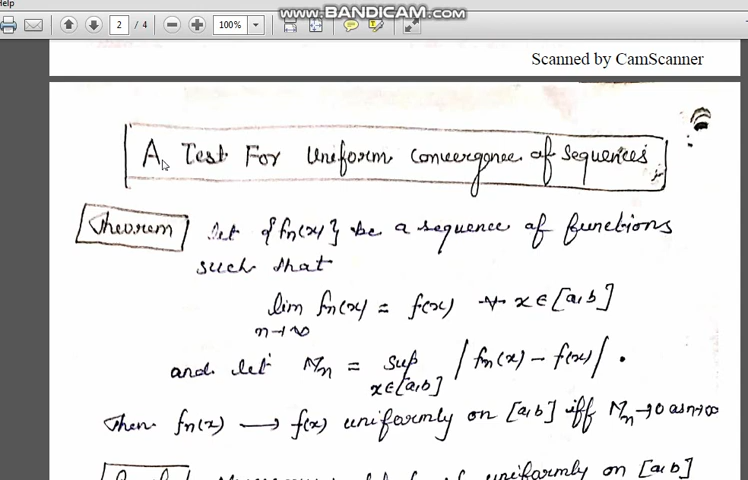 www.BANDICAM.com
Help
2 / 4 100%
Scanned by CamScanner
A Test For Uniform Convergence of Sequences
Theorem Let {fn(x)} be a sequence of functions
such that
lim fn(x) = f(x) ∀ x ∈ [a,b]
n→∞
and let Mn = sup |fn(x) - f(x)|.
x∈[a,b]
Then fn(x) → f(x) uniformly on [a,b] iff Mn→0 as n→∞
uniformly on [a,b]